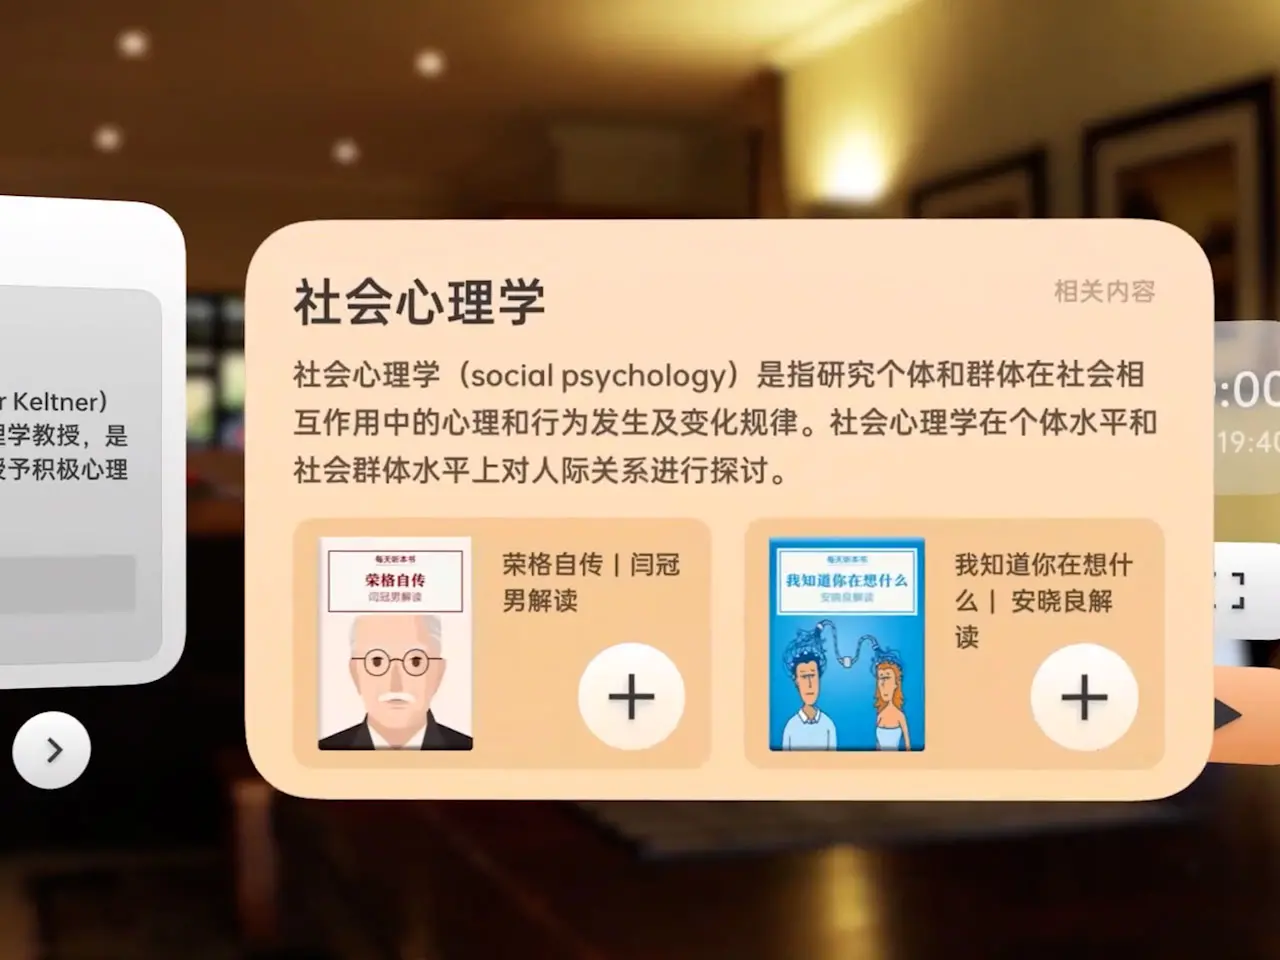 r Keltner)
理学教授，是
授予积极心理
社会心理学
相关内容
社会心理学（social psychology）是指研究个体和群体在社会相
互作用中的心理和行为发生及变化规律。社会心理学在个体水平和
社会群体水平上对人际关系进行探讨。
每天听本书
荣格自传
闫冠男解读
荣格自传 | 闫冠
男解读
每天听本书
我知道你在想什么
安晓良解读
我知道你在想什
么 | 安晓良解
读
:00
19:40